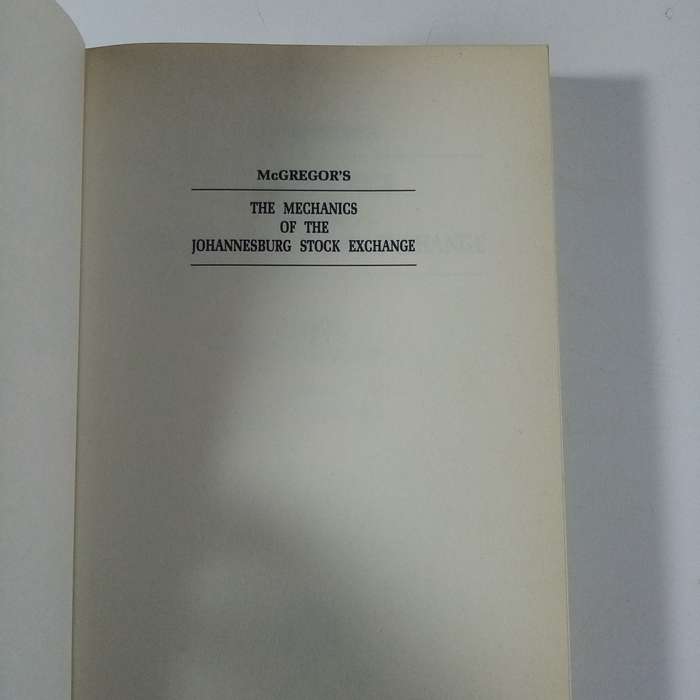 McGREGOR'S
THE MECHANICS
OF THE
JOHANNESBURG STOCK EXCHANGE